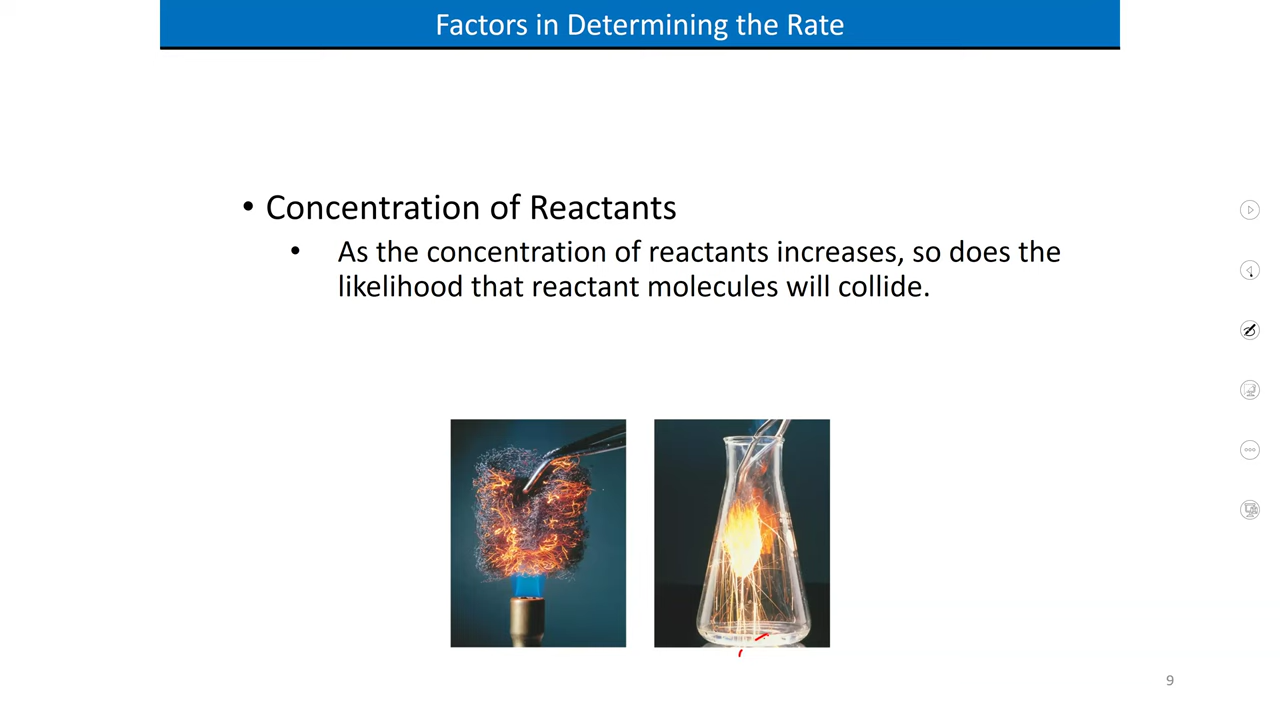 Factors in Determining the Rate
• Concentration of Reactants
• As the concentration of reactants increases, so does the
likelihood that reactant molecules will collide.
9